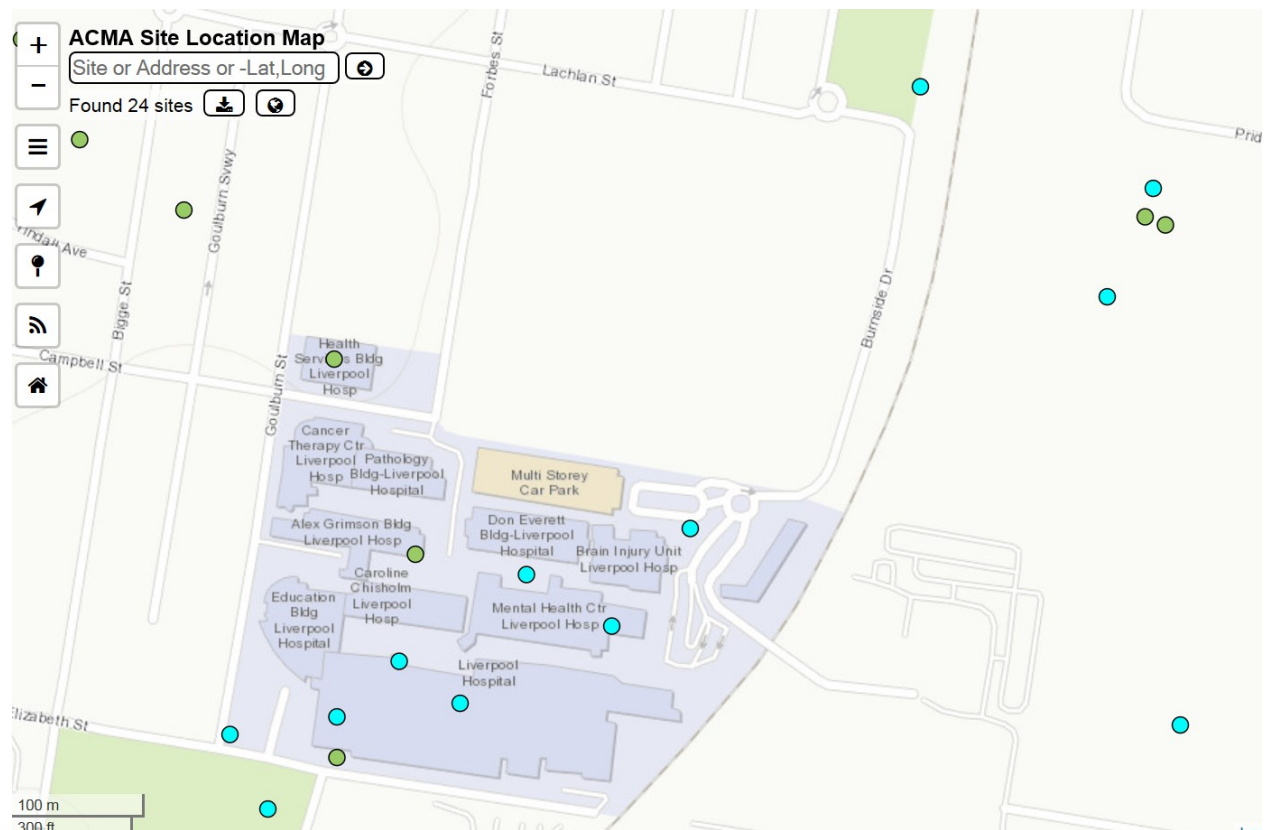 ACMA Site Location Map
Site or Address or -Lat,Long
Found 24 sites
+
−
Forbes St
Lachlan St
Prid
Goulburn Svwy
Ave
Bigge St
Burnside Dr
Campbell St
Goulburn St
Health
Bldg
Liverpool
Hosp
Cancer
Therapy Ctr
Liverpool
Hosp
Pathology
Bldg-Liverpool
Hospital
Multi Storey
Car Park
Alex Grimson Bldg
Liverpool Hosp
Don Everett
Bldg-Liverpool
Hospital
Brain Injury Unit
Liverpool Hosp
Caroline
Chisholm
Liverpool
Hosp
Education
Bldg
Liverpool
Hospital
Mental Health Ctr
Liverpool Hosp
Liverpool
Hospital
lizabeth St
100 m
300 ft